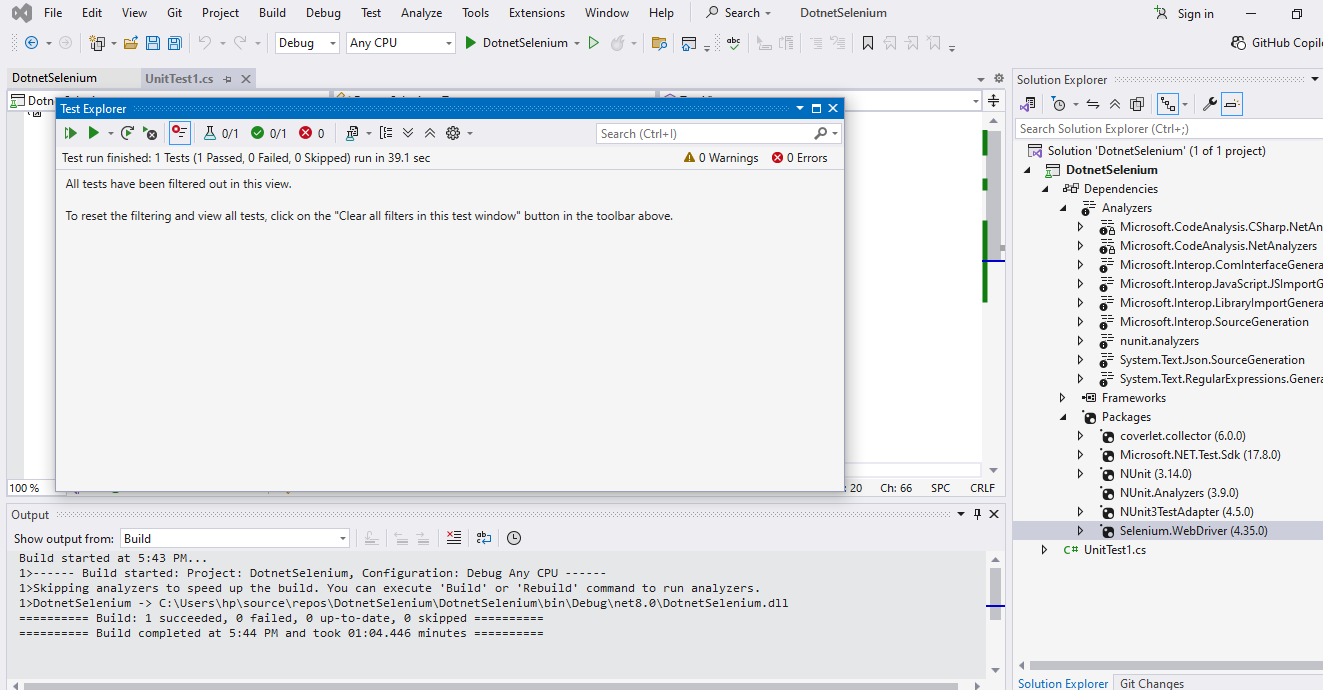 File Edit View Git Project Build Debug Test Analyze Tools Extensions Window Help Search DotnetSelenium Sign in
Debug Any CPU DotnetSelenium abc GitHub Copil
DotnetSelenium UnitTest1.cs
Test Explorer
0/1 0/1 0 Search (Ctrl+I)
Test run finished: 1 Tests (1 Passed, 0 Failed, 0 Skipped) run in 39.1 sec 0 Warnings 0 Errors
All tests have been filtered out in this view.
To reset the filtering and view all tests, click on the "Clear all filters in this test window" button in the toolbar above.
100 % : 20 Ch: 66 SPC CRLF
Output
Show output from: Build
Build started at 5:43 PM...
1>------ Build started: Project: DotnetSelenium, Configuration: Debug Any CPU ------
1>Skipping analyzers to speed up the build. You can execute 'Build' or 'Rebuild' command to run analyzers.
1>DotnetSelenium -> C:\Users\hp\source\repos\DotnetSelenium\DotnetSelenium\bin\Debug\net8.0\DotnetSelenium.dll
========== Build: 1 succeeded, 0 failed, 0 up-to-date, 0 skipped ==========
========== Build completed at 5:44 PM and took 01:04.446 minutes ==========
Solution Explorer
Search Solution Explorer (Ctrl+;)
Solution 'DotnetSelenium' (1 of 1 project)
DotnetSelenium
Dependencies
Analyzers
Microsoft.CodeAnalysis.CSharp.NetAn
Microsoft.CodeAnalysis.NetAnalyzers
Microsoft.Interop.ComInterfaceGenera
Microsoft.Interop.JavaScript.JSImportG
Microsoft.Interop.LibraryImportGenera
Microsoft.Interop.SourceGeneration
nunit.analyzers
System.Text.Json.SourceGeneration
System.Text.RegularExpressions.Genera
Frameworks
Packages
coverlet.collector (6.0.0)
Microsoft.NET.Test.Sdk (17.8.0)
NUnit (3.14.0)
NUnit.Analyzers (3.9.0)
NUnit3TestAdapter (4.5.0)
Selenium.WebDriver (4.35.0)
C# UnitTest1.cs
Solution Explorer Git Changes